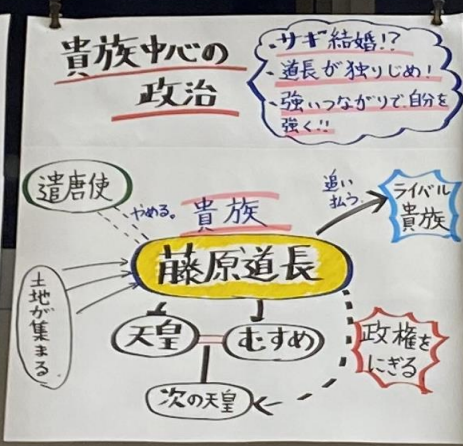 貴族中心の
政治
・サギ結婚!?
・道長が独りじめ!
・強いつながりで自分を
強く!!
遣唐使
やめる。
貴族
追い
払う。
ライバル
貴族
藤原道長
土地が集まる
天皇
むすめ
政権を
にぎる
次の天皇